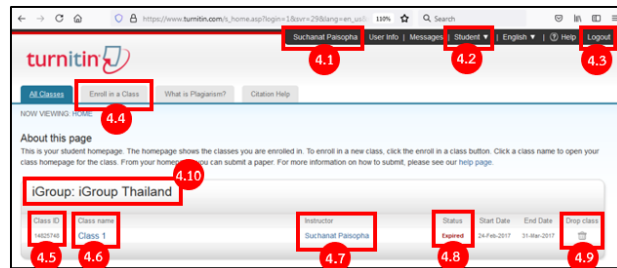 https://www.turnitin.com/s_home.asp?login=1&svr=29&lang=en_us
110%
Search
Suchanat Paisopha User Info | Messages | Student ▼ | English ▼ | Help | Logout
4.1 4.2 4.3
turnitin
All Classes Enroll in a Class What is Plagiarism? Citation Help
4.4
NOW VIEWING: HOME
About this page
This is your student homepage. The homepage shows the classes you are enrolled in. To enroll in a new class, click the enroll in a class button. Click a class name to open your
class homepage for the class. From your homepage, you can submit a paper. For more information on how to submit, please see our help page.
4.10
iGroup: iGroup Thailand
Class ID Class name Instructor Status Start Date End Date Drop class
14825748 Class 1 Suchanat Paisopha Expired 24-Feb-2017 31-Mar-2017
4.5 4.6 4.7 4.8 4.9